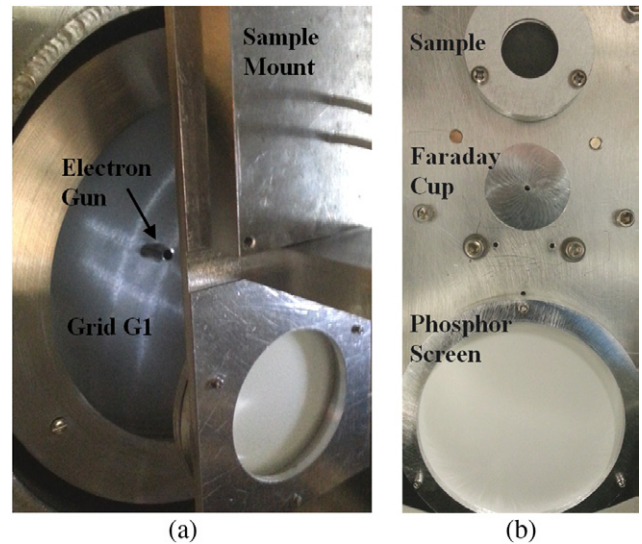 Sample
Mount
Electron
Gun
Grid G1
(a)
Sample
Faraday
Cup
Phosphor
Screen
(b)